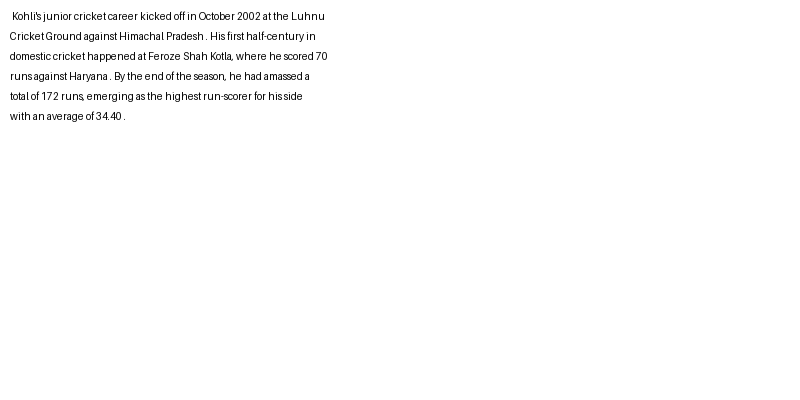 Kohli's junior cricket career kicked off in October 2002 at the Luhnu
Cricket Ground against Himachal Pradesh . His first half-century in
domestic cricket happened at Feroze Shah Kotla, where he scored 70
runs against Haryana . By the end of the season, he had amassed a
total of 172 runs, emerging as the highest run-scorer for his side
with an average of 34.40 .